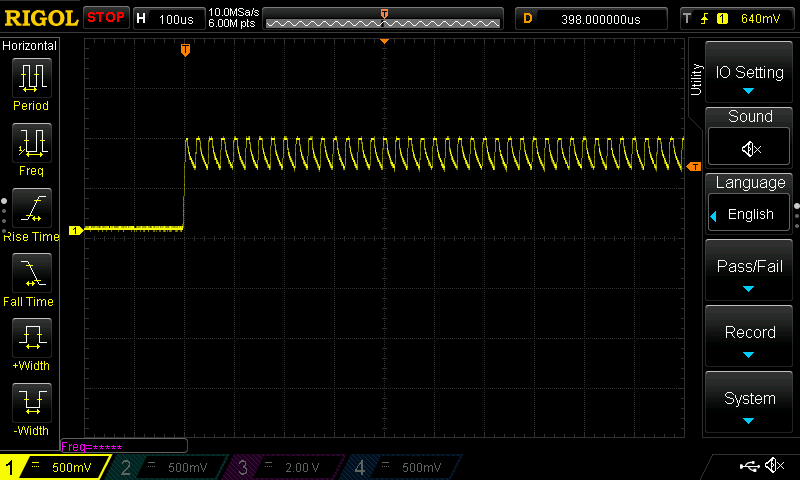 RIGOL STOP H 100us 10.0MSa/s 6.00M pts T D 398.000000us T 1 640mV
Horizontal
Period
Freq
Rise Time
Fall Time
+Width
-Width
T
1
T
Freq=*****
Utility
IO Setting
Sound
Language
English
Pass/Fail
Record
System
1 500mV 2 500mV 3 2.00 V 4 500mV